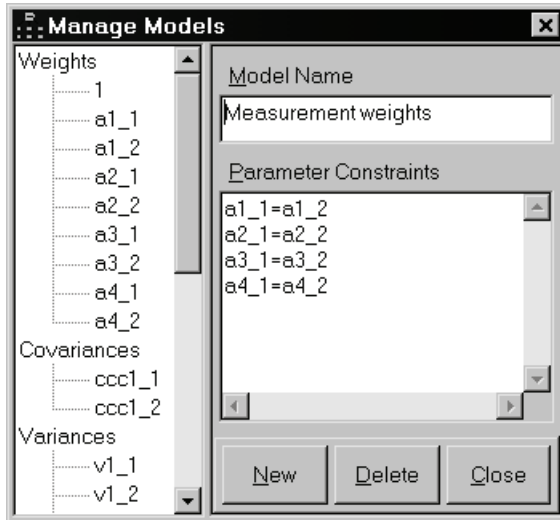 Manage Models
Weights
1
a1_1
a1_2
a2_1
a2_2
a3_1
a3_2
a4_1
a4_2
Covariances
ccc1_1
ccc1_2
Variances
v1_1
v1_2
Model Name
Measurement weights
Parameter Constraints
a1_1=a1_2
a2_1=a2_2
a3_1=a3_2
a4_1=a4_2
New Delete Close